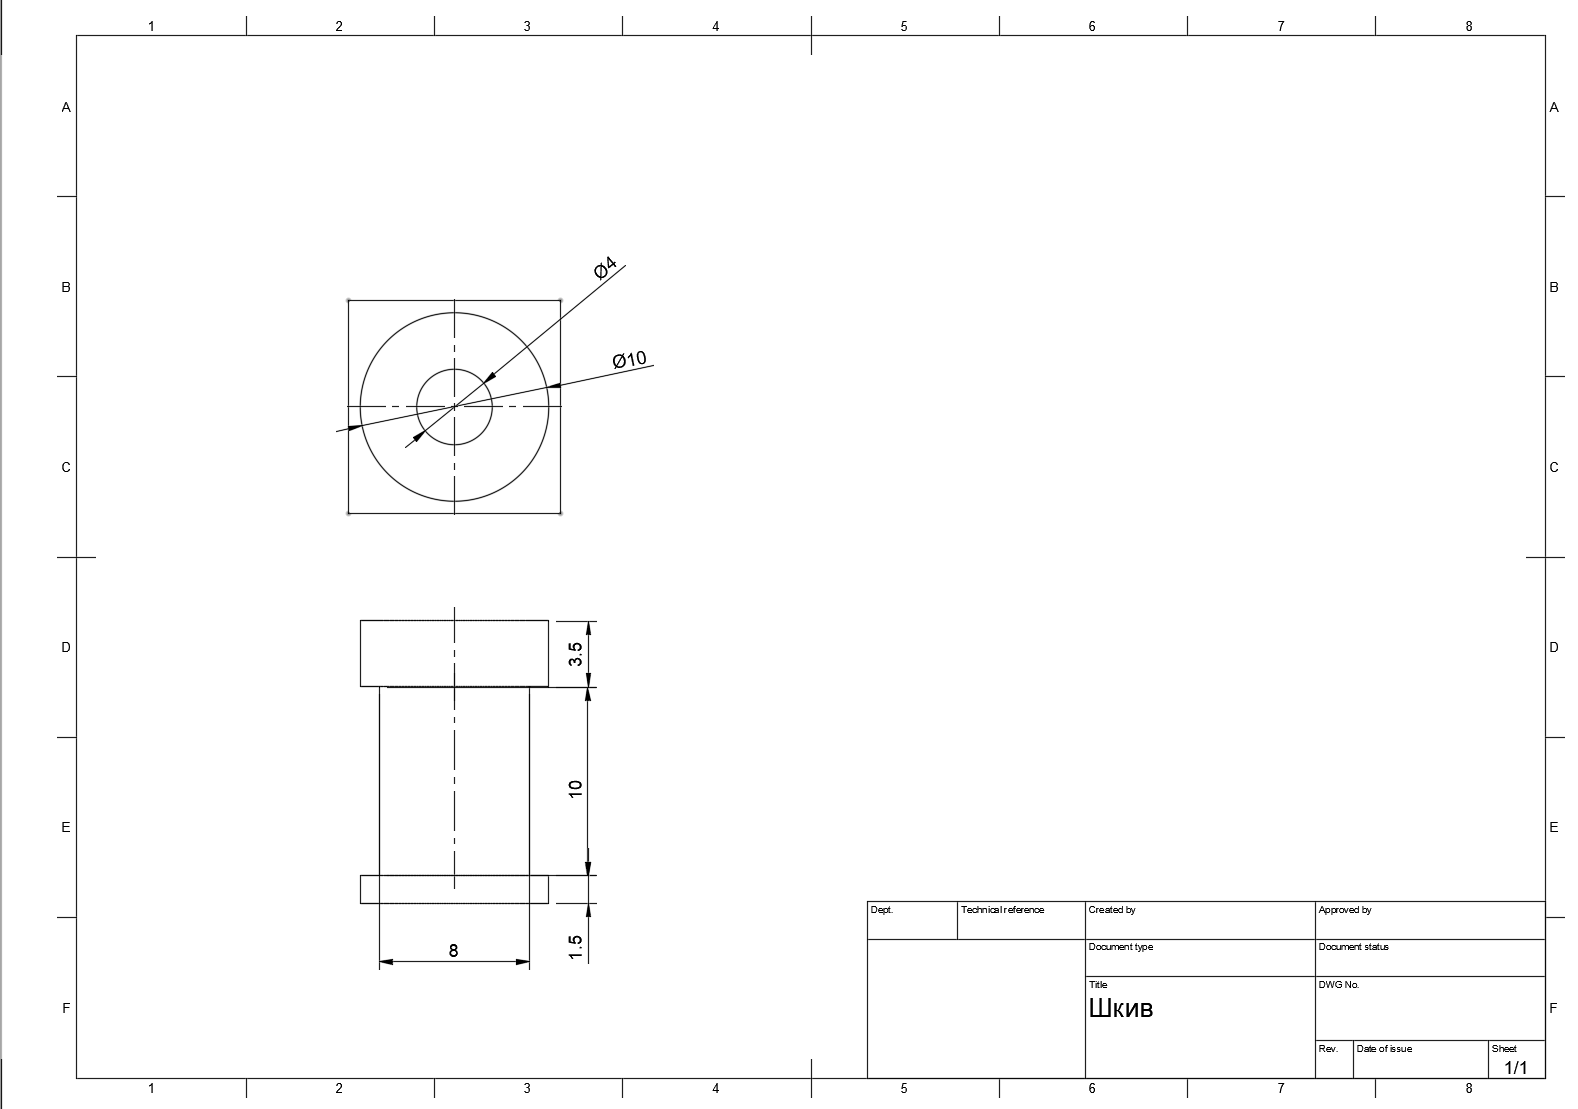 1 2 3 4 5 6 7 8
A A
B B
C C
D D
E E
F F
Ø4
Ø10
3.5
10
1.5
8
Dept. Technical reference Created by Approved by
Document type Document status
Title DWG No.
Шкив
Rev. Date of issue Sheet
1/1
1 2 3 4 5 6 7 8